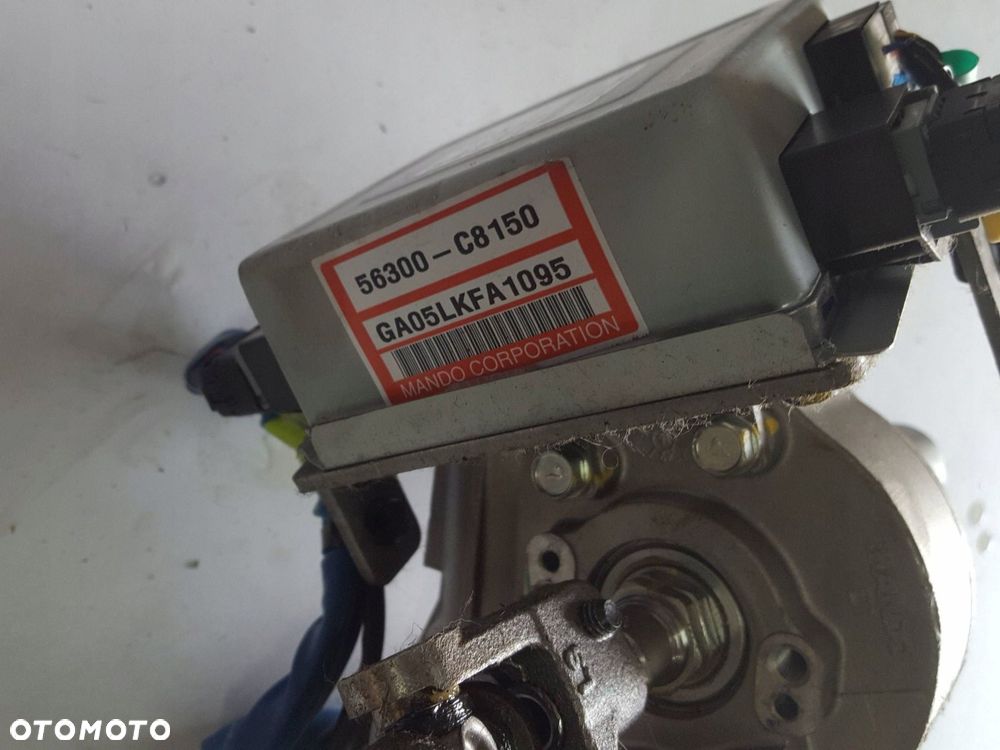 56300-C8150
GA05LKFA1095
MANDO CORPORATION
OTOMOTO